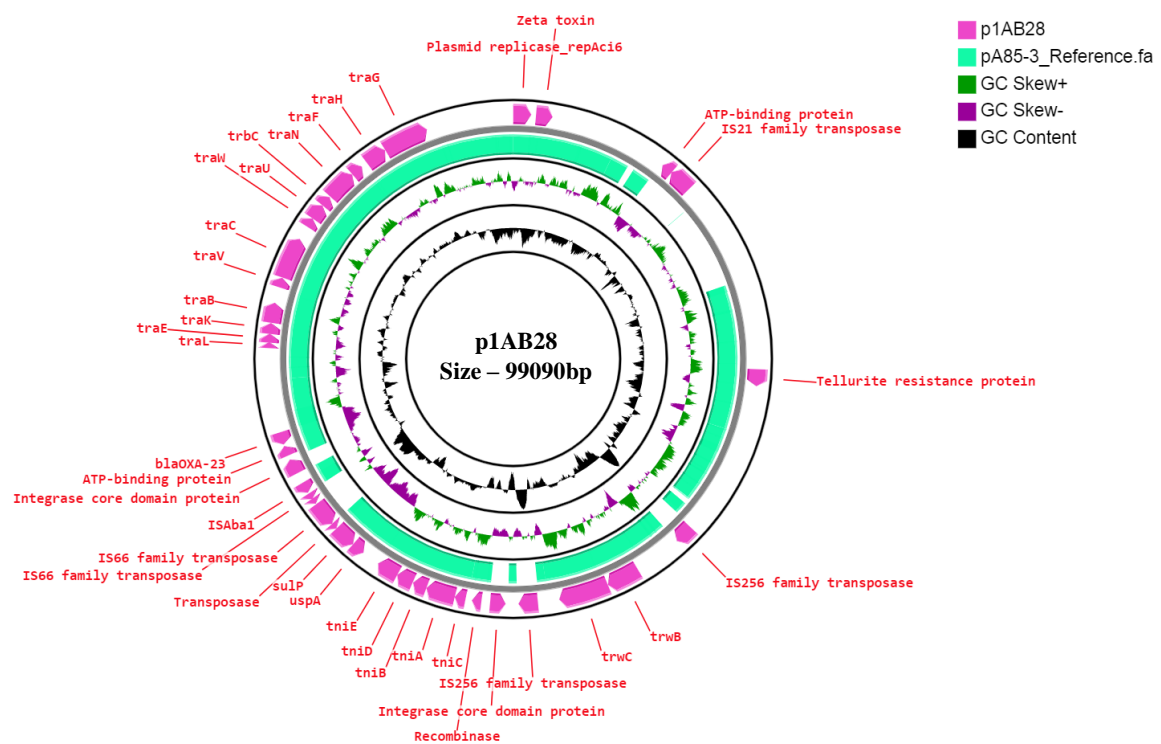 Zeta toxin
Plasmid replicase_repAci6
traG
traH
traF
traN
trbC
traU
traW
traC
traV
traB
traK
traE
traL
ATP-binding protein
IS21 family transposase
p1AB28
pA85-3_Reference.fa
GC Skew+
GC Skew-
GC Content
p1AB28
Size – 99090bp
Tellurite resistance protein
blaOXA-23
ATP-binding protein
Integrase core domain protein
ISAba1
IS66 family transposase
IS66 family transposase
Transposase
sulP
uspA
tniE
tniD
tniB
tniA
tniC
IS256 family transposase
Integrase core domain protein
Recombinase
trwC
trwB
IS256 family transposase